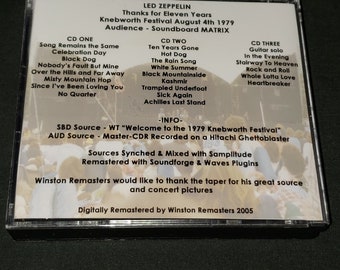 LED ZEPPELIN
Thanks for Eleven Years
Knebworth Festival August 4th 1979
Audience - Soundboard MATRIX
CD ONE
Song Remains the Same
Celebration Day
Black Dog
Nobody's Fault But Mine
Over the Hills and Far Away
Misty Mountain Hop
Since I've Been Loving You
No Quarter
CD TWO
Ten Years Gone
Hot Dog
The Rain Song
White Summer
Black Mountainside
Kashmir
Trampled Underfoot
Sick Again
Achilles Last Stand
CD THREE
Guitar solo
In the Evening
Stairway To Heaven
Rock and Roll
Whole Lotta Love
Heartbreaker
-INFO-
SBD Source - WT "Welcome to the 1979 Knebworth Festival"
AUD Source - Master-CDR Recorded on a Hitachi Ghettoblaster
Sources Synched & Mixed with Samplitude
Remastered with Soundforge & Waves Plugins
Winston Remasters would like to thank the taper for his great source
and concert pictures
Digitally Remastered by Winston Remasters 2005